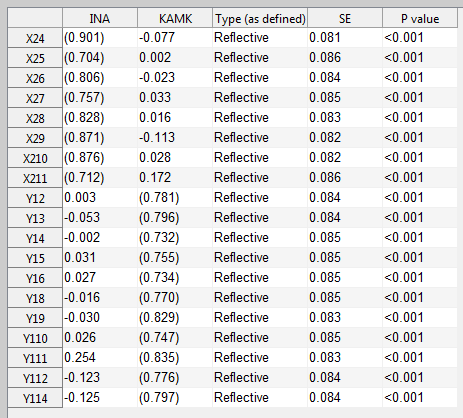 INA KAMK Type (as defined) SE P value
X24 (0.901) -0.077 Reflective 0.081 <0.001
X25 (0.704) 0.002 Reflective 0.086 <0.001
X26 (0.806) -0.023 Reflective 0.084 <0.001
X27 (0.757) 0.033 Reflective 0.085 <0.001
X28 (0.828) 0.016 Reflective 0.083 <0.001
X29 (0.871) -0.113 Reflective 0.082 <0.001
X210 (0.876) 0.028 Reflective 0.082 <0.001
X211 (0.712) 0.172 Reflective 0.086 <0.001
Y12 0.003 (0.781) Reflective 0.084 <0.001
Y13 -0.053 (0.796) Reflective 0.084 <0.001
Y14 -0.002 (0.732) Reflective 0.085 <0.001
Y15 0.031 (0.755) Reflective 0.085 <0.001
Y16 0.027 (0.734) Reflective 0.085 <0.001
Y18 -0.016 (0.770) Reflective 0.085 <0.001
Y19 -0.030 (0.829) Reflective 0.083 <0.001
Y110 0.026 (0.747) Reflective 0.085 <0.001
Y111 0.254 (0.835) Reflective 0.083 <0.001
Y112 -0.123 (0.776) Reflective 0.084 <0.001
Y114 -0.125 (0.797) Reflective 0.084 <0.001